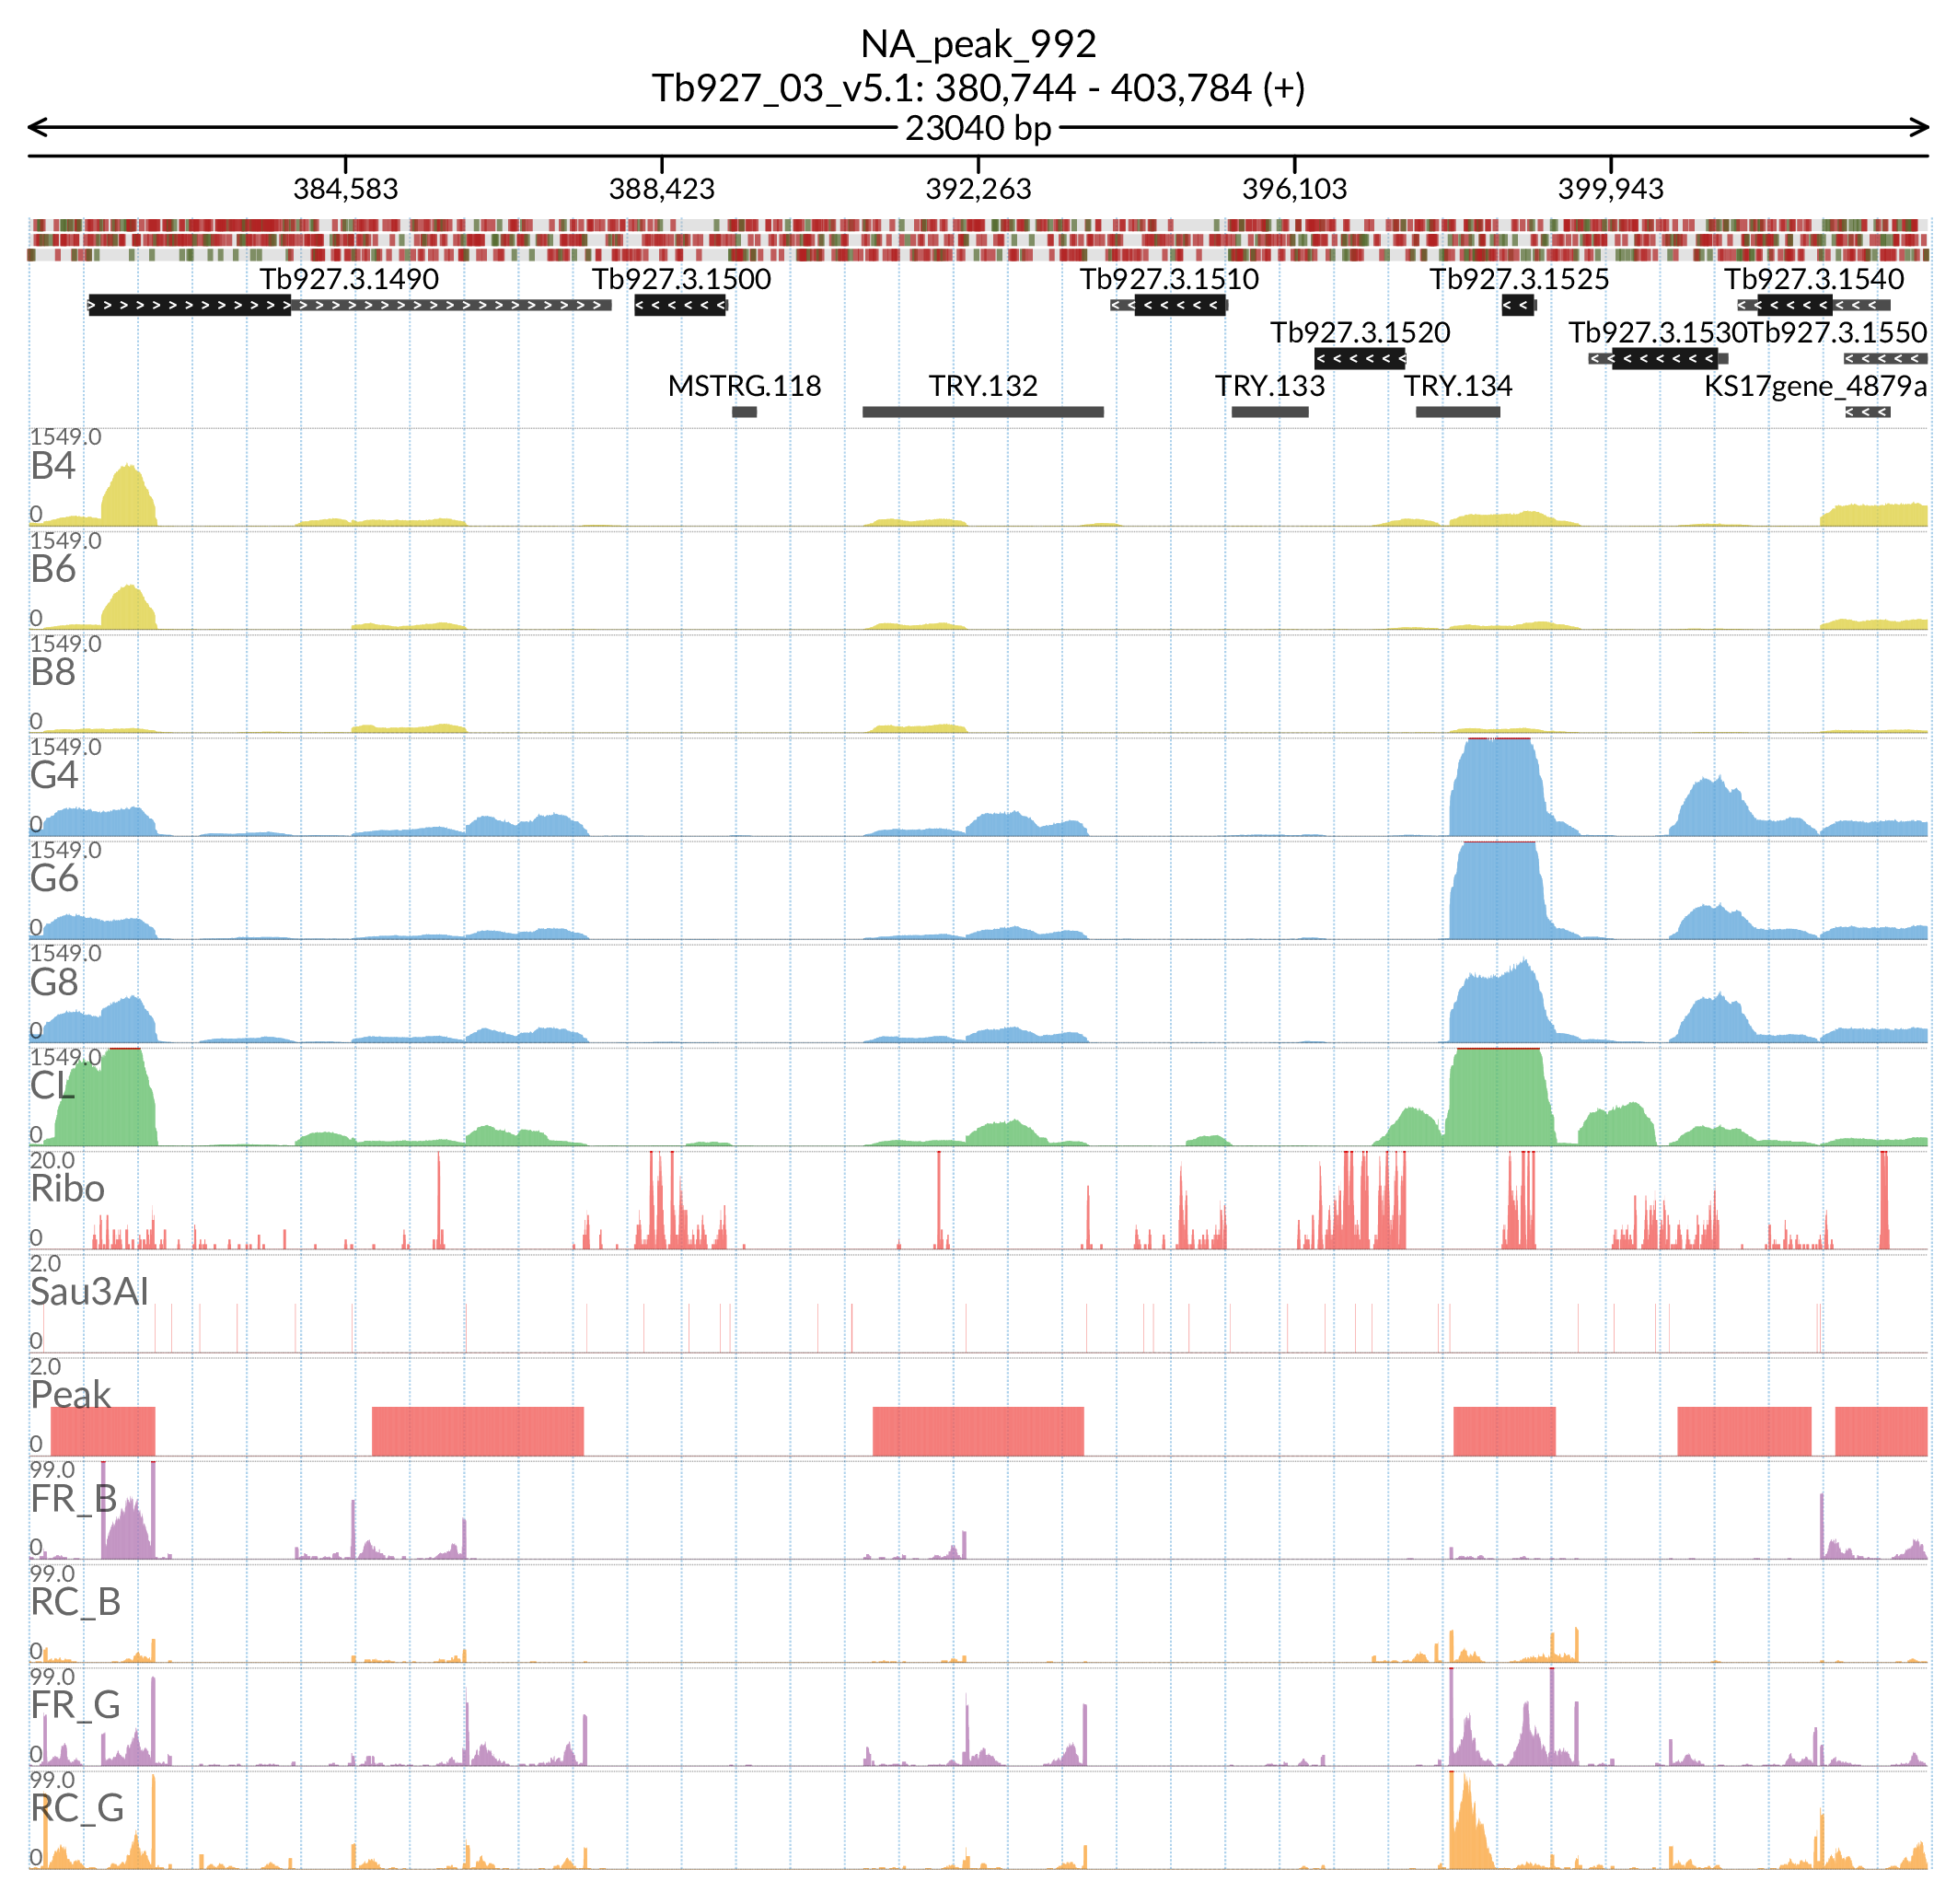 NA_peak_992
Tb927_03_v5.1: 380,744 - 403,784 (+)
23040 bp
384,583 388,423 392,263 396,103 399,943
Tb927.3.1490 Tb927.3.1500 Tb927.3.1510 Tb927.3.1525 Tb927.3.1540
Tb927.3.1520 Tb927.3.1530 Tb927.3.1550
MSTRG.118 TRY.132 TRY.133 TRY.134 KS17gene_4879a
1549.0
B4
0
1549.0
B6
0
1549.0
B8
0
1549.0
G4
0
1549.0
G6
0
1549.0
G8
0
1549.0
CL
0
20.0
Ribo
0
2.0
Sau3AI
0
2.0
Peak
0
99.0
FR_B
0
99.0
RC_B
0
99.0
FR_G
0
99.0
RC_G
0